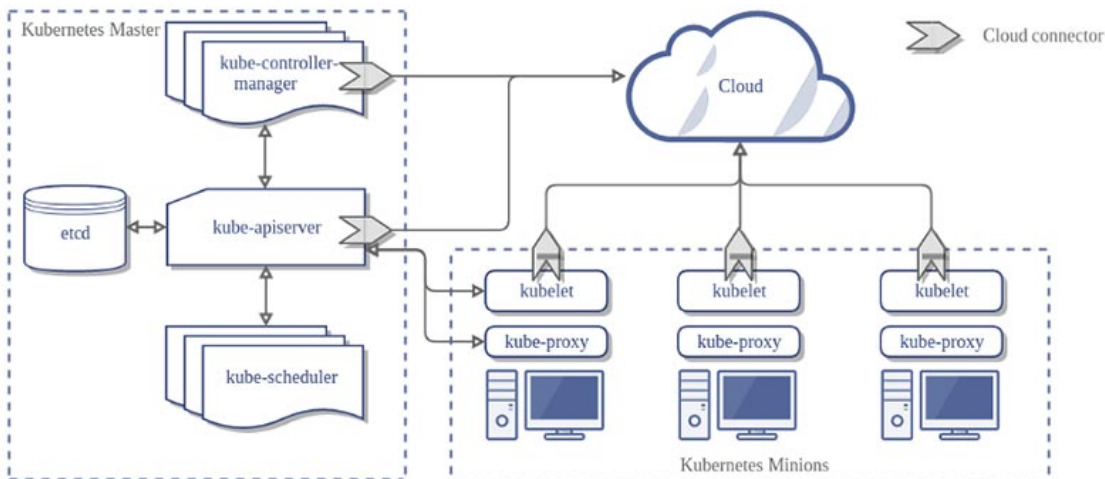 Kubernetes Master
kube-controller-
manager
Cloud
Cloud connector
etcd
kube-apiserver
kubelet
kubelet
kubelet
kube-proxy
kube-proxy
kube-proxy
kube-scheduler
Kubernetes Minions